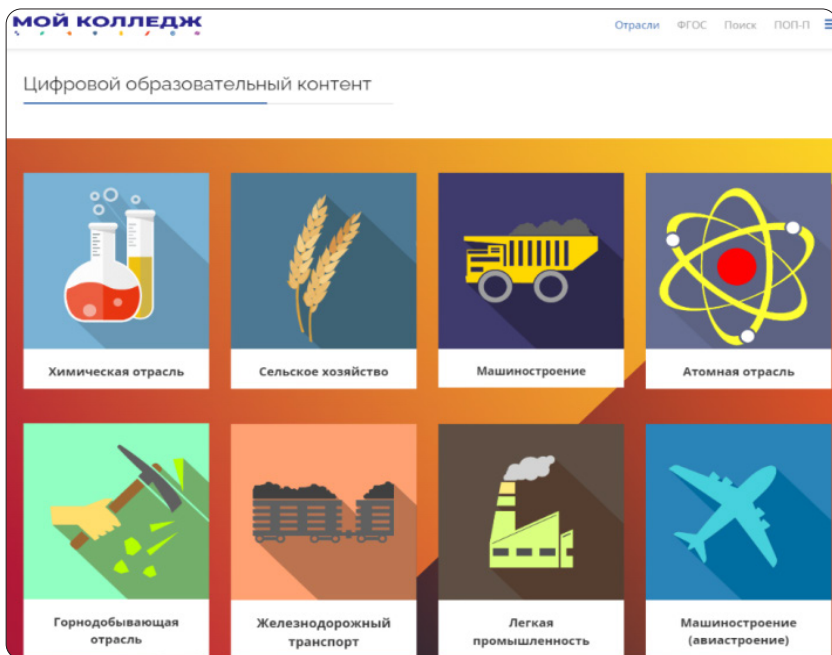 МОЙ КОЛЛЕДЖ
Отрасли ФГОС Поиск ПОП-П
Цифровой образовательный контент
Химическая отрасль
Сельское хозяйство
Машиностроение
Атомная отрасль
Горнодобывающая
отрасль
Железнодорожный
транспорт
Легкая
промышленность
Машиностроение
(авиастроение)